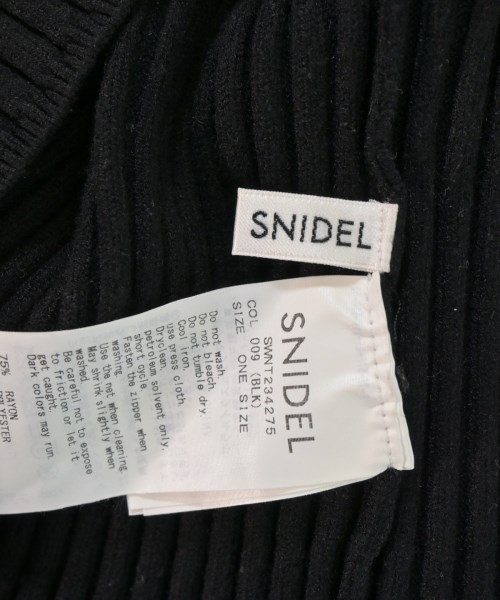 SNIDEL
SNIDEL
SWNT234275
COL 009 (BLK)
SIZE ONE SIZE
Do not wash.
Do not bleach.
Do not tumble dry.
Cool iron.
use press cloth.
Dryclean,
petroleos solvent only.
short cycle.
Fasten the zipper when
washing.
Use the net when cleaning.
May shrink slightly when
washed.
Be careful not to expose
to friction or let it
get caught.
Dark colors may run.
75% RAYON